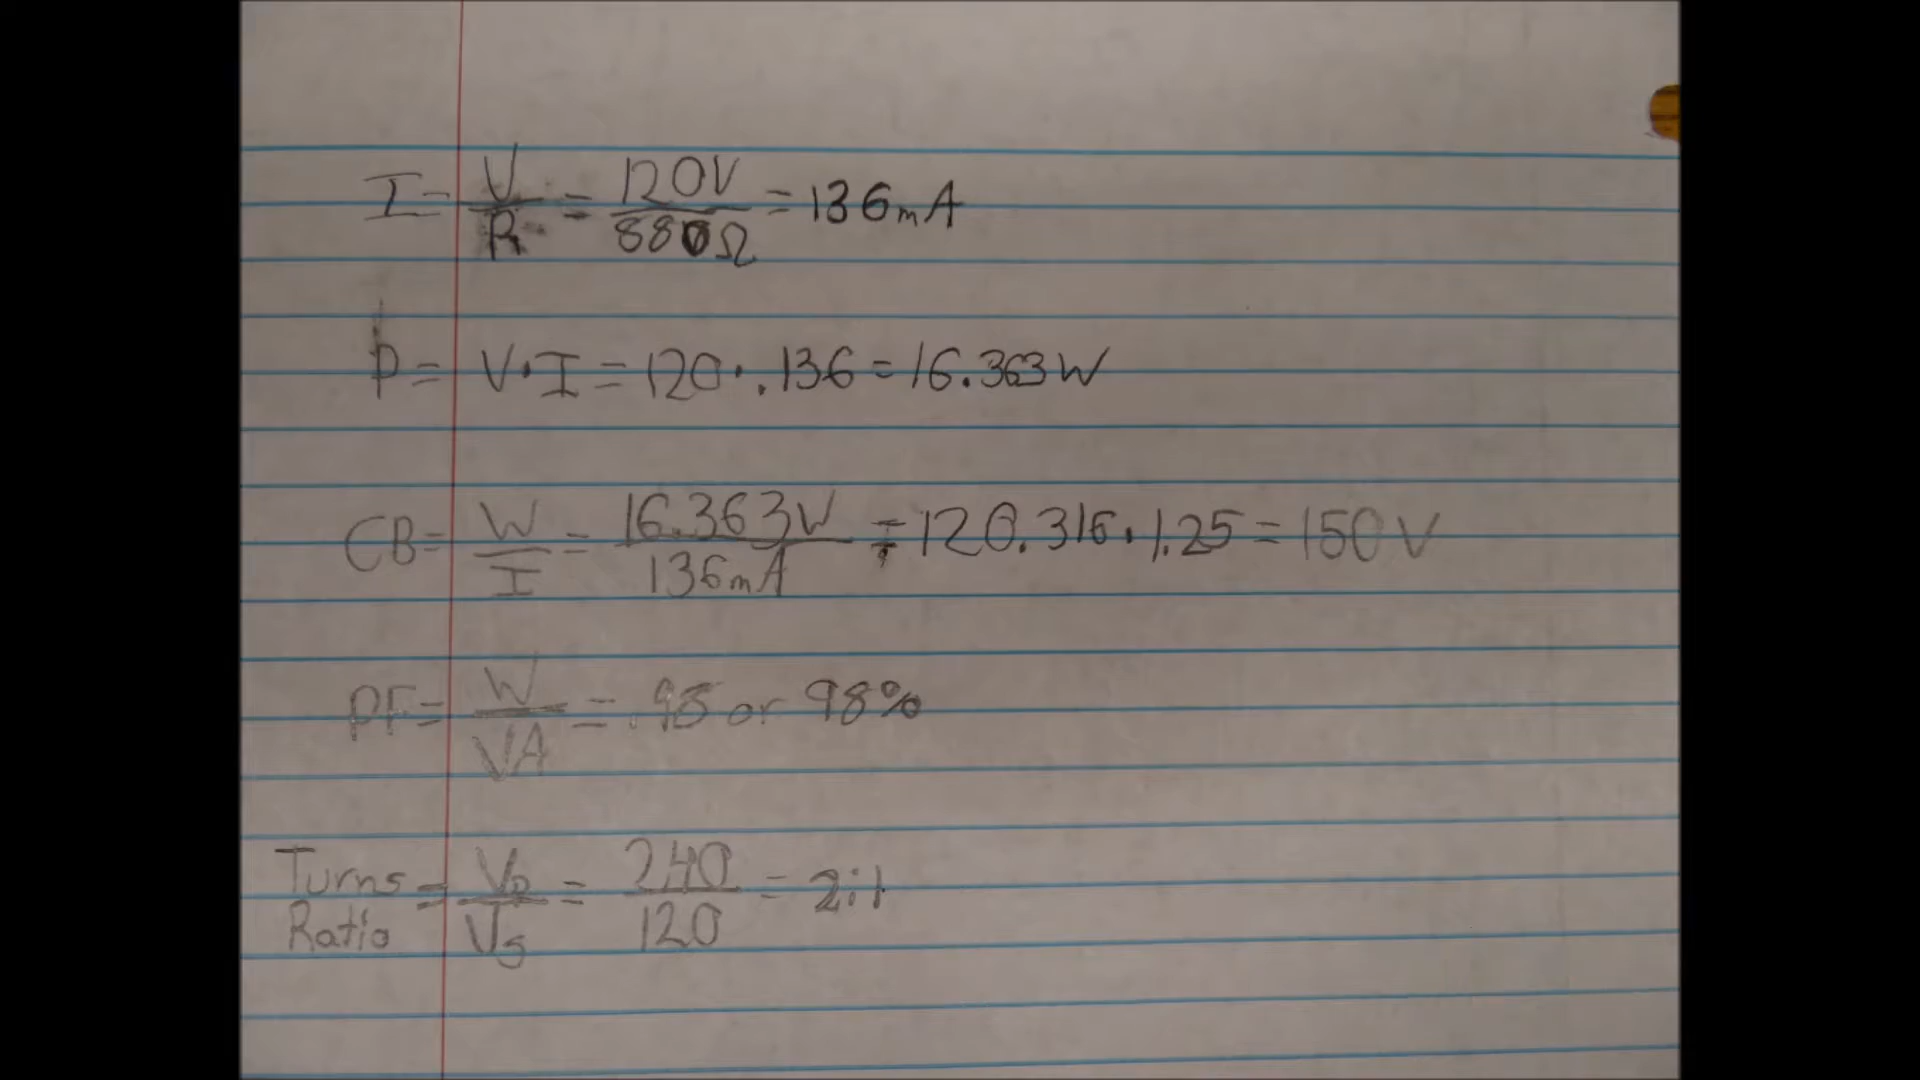 I = V/R = 120V/880Ω = 136mA
P = V·I = 120·.136 = 16.363W
CB = W/I = 16.363W/136mA = 120.316·1.25 = 150V
PF = W/VA = .98 or 98%
Turns Ratio = Vp/Vs = 240/120 = 2:1